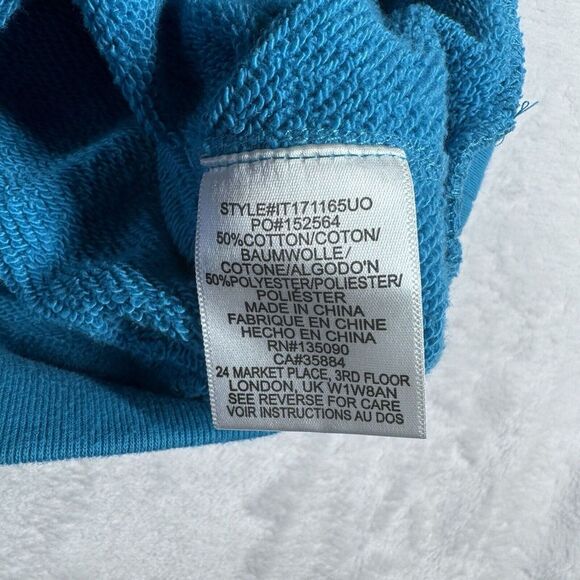 STYLE#IT171165UO
PO#152564
50%COTTON/COTON/
BAUMWOLLE/
COTONE/ALGODO'N
50%POLYESTER/POLIESTER/
POLIÉSTER
MADE IN CHINA
FABRIQUE EN CHINE
HECHO EN CHINA
RN#135090
CA#35884
24 MARKET PLACE, 3RD FLOOR
LONDON, UK W1W8AN
SEE REVERSE FOR CARE
VOIR INSTRUCTIONS AU DOS